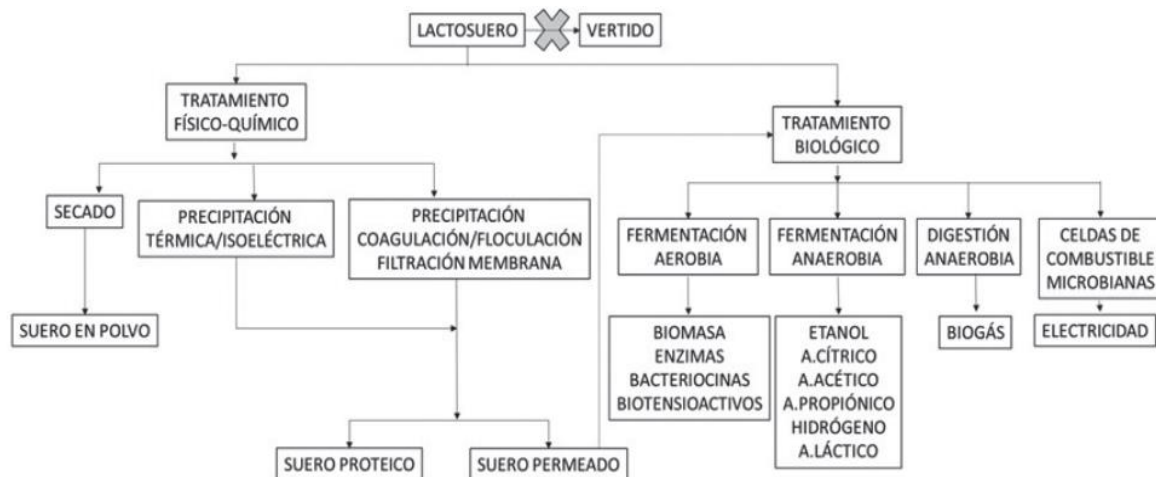 LACTOSUERO
VERTIDO
TRATAMIENTO
FÍSICO-QUÍMICO
TRATAMIENTO
BIOLÓGICO
SECADO
PRECIPITACIÓN
TÉRMICA/ISOELÉCTRICA
PRECIPITACIÓN
COAGULACIÓN/FLOCULACIÓN
FILTRACIÓN MEMBRANA
FERMENTACIÓN
AEROBIA
FERMENTACIÓN
ANAEROBIA
DIGESTIÓN
ANAEROBIA
CELDAS DE
COMBUSTIBLE
MICROBIANAS
SUERO EN POLVO
BIOMASA
ENZIMAS
BACTERIOCINAS
BIOTENSIOACTIVOS
ETANOL
A.CÍTRICO
A.ACÉTICO
A.PROPIÓNICO
HIDRÓGENO
A.LÁCTICO
BIOGÁS
ELECTRICIDAD
SUERO PROTEICO
SUERO PERMEADO